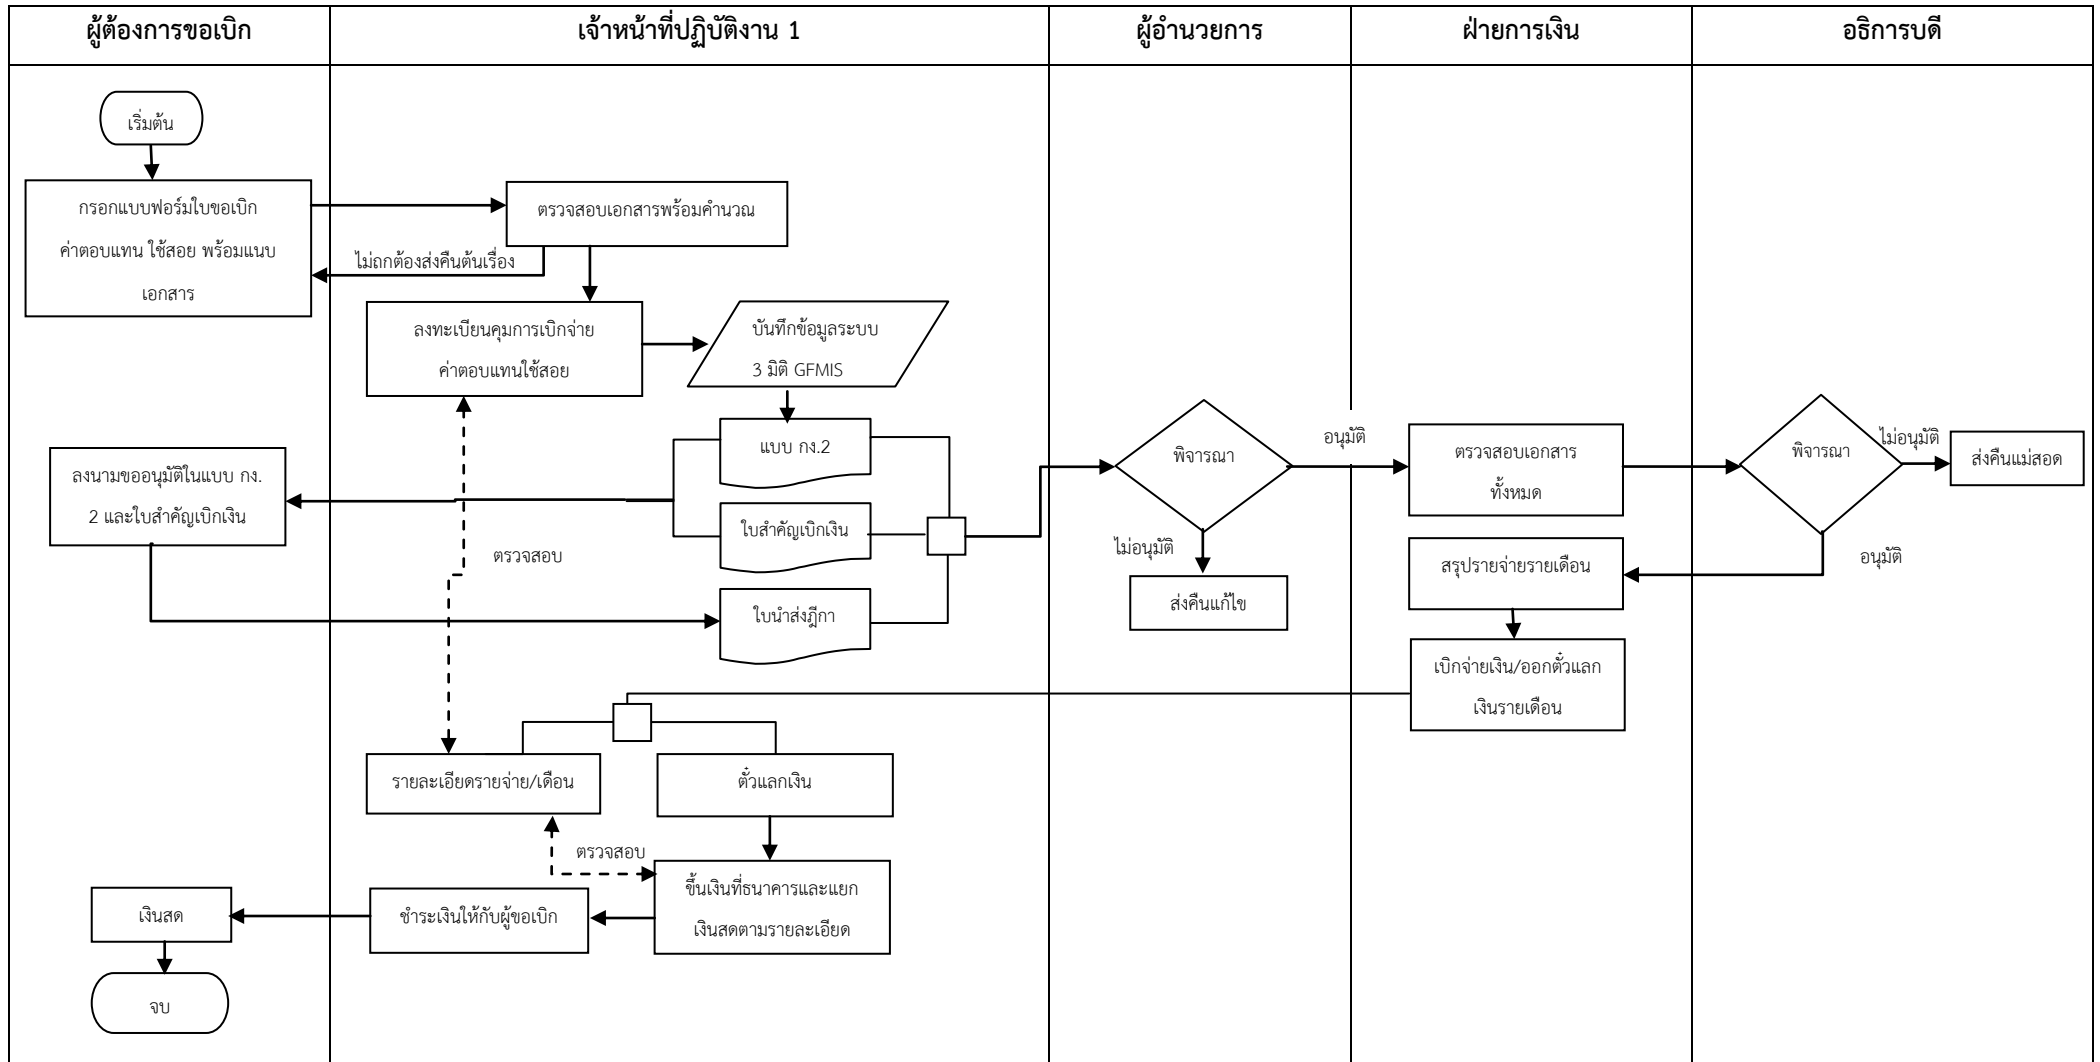 ผู้ต้องการขอเบิก
เจ้าหน้าที่ปฏิบัติงาน 1
ผู้อำนวยการ
ฝ่ายการเงิน
อธิการบดี
เริ่มต้น
กรอกแบบฟอร์มใบขอเบิก
ค่าตอบแทน ใช้สอย พร้อมแนบ
เอกสาร
ตรวจสอบเอกสารพร้อมคำนวณ
ไม่ถกต้องส่งคืนต้นเรื่อง
ลงทะเบียนคุมการเบิกจ่าย
ค่าตอบแทนใช้สอย
บันทึกข้อมูลระบบ
3 มิติ GFMIS
แบบ กง.2
ลงนามขออนุมัติในแบบ กง.
2 และใบสำคัญเบิกเงิน
ใบสำคัญเบิกเงิน
ตรวจสอบ
ใบนำส่งฎีกา
พิจารณา
อนุมัติ
ไม่อนุมัติ
ส่งคืนแก้ไข
ตรวจสอบเอกสาร
ทั้งหมด
พิจารณา
ไม่อนุมัติ
ส่งคืนแม่สอด
อนุมัติ
สรุปรายจ่ายรายเดือน
เบิกจ่ายเงิน/ออกตั๋วแลก
เงินรายเดือน
รายละเอียดรายจ่าย/เดือน
ตั๋วแลกเงิน
ตรวจสอบ
ขึ้นเงินที่ธนาคารและแยก
เงินสดตามรายละเอียด
ชำระเงินให้กับผู้ขอเบิก
เงินสด
จบ